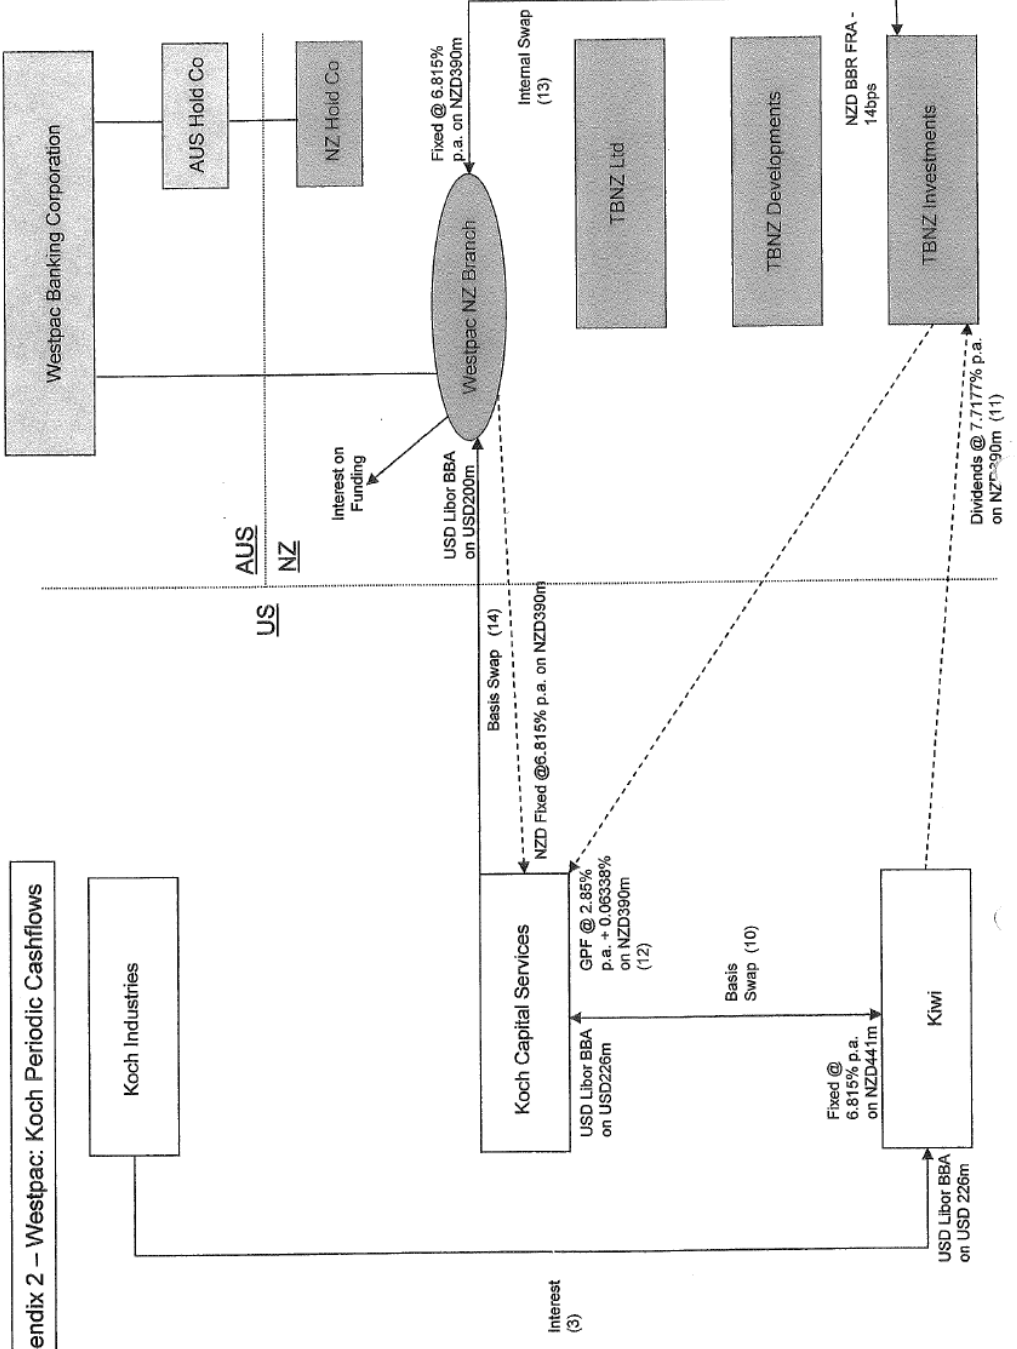 endix 2 – Westpac: Koch Periodic Cashflows
Koch Industries
Interest
(3)
US
AUS
NZ
Westpac Banking Corporation
AUS Hold Co
NZ Hold Co
Interest on
Funding
Fixed @ 6.815%
p.a. on NZD390m
Westpac NZ Branch
USD Libor BBA
on USD200m
Basis Swap (14)
NZD Fixed @6.815% p.a. on NZD390m
Internal Swap
(13)
Koch Capital Services
TBNZ Ltd
GPF @ 2.85%
p.a. + 0.06338%
on NZD390m
(12)
USD Libor BBA
on USD226m
Basis
Swap (10)
TBNZ Developments
Fixed @
6.815% p.a.
on NZD441m
NZD BBR FRA -
14bps
Kiwi
TBNZ Investments
USD Libor BBA
on USD 226m
Dividends @ 7.7177% p.a.
on (11)